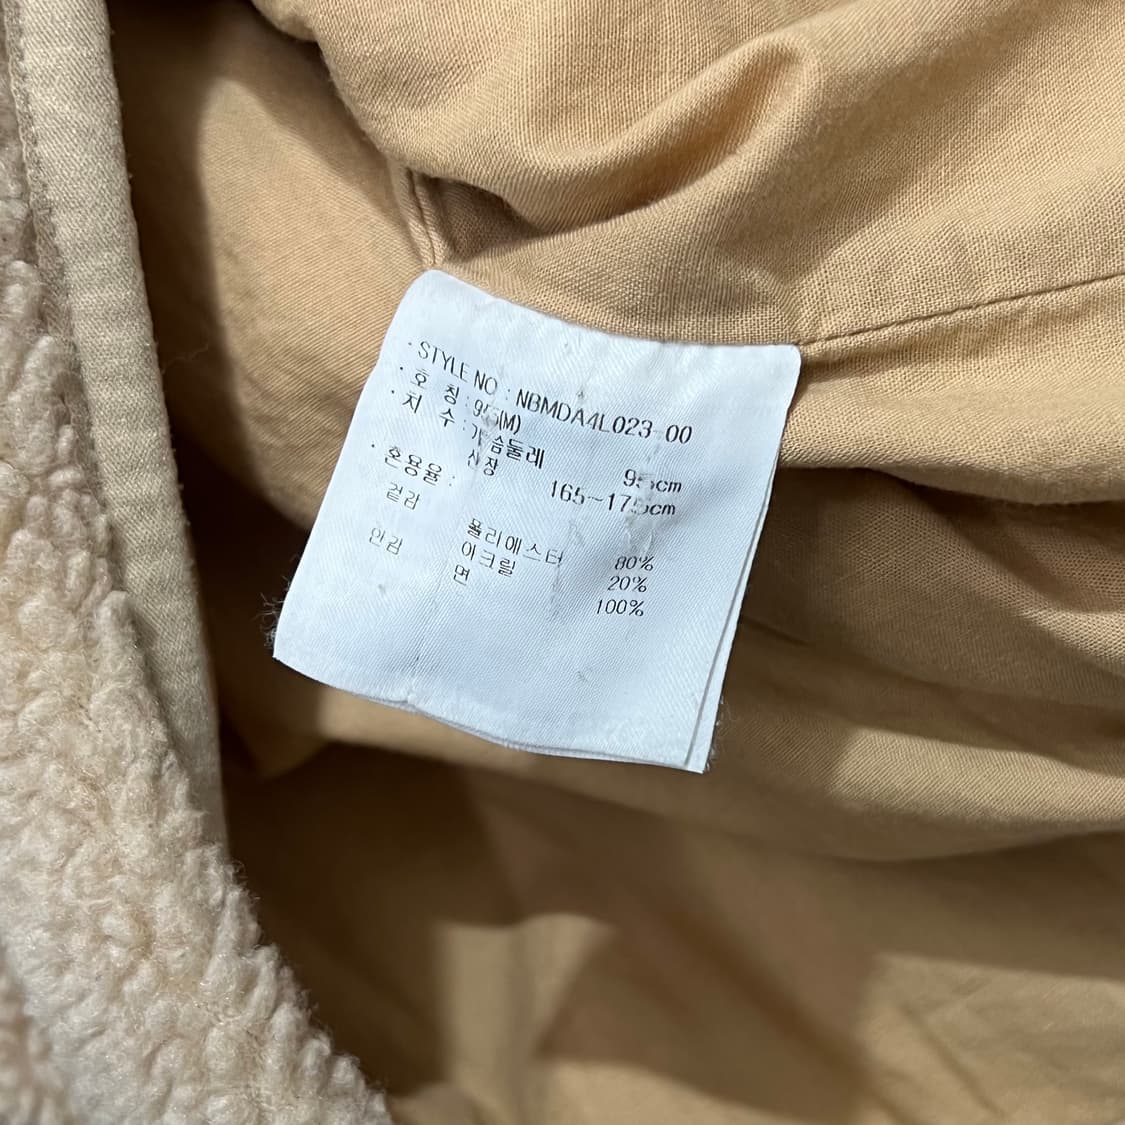 · STYLE NO : NBMDA4L023-00
· 호 칭 : 95(M)
· 치 수 : 가슴둘레 95cm
신장 165~175cm
· 혼용율 :
겉감 폴리에스터 80%
아크릴 20%
안감 면 100%